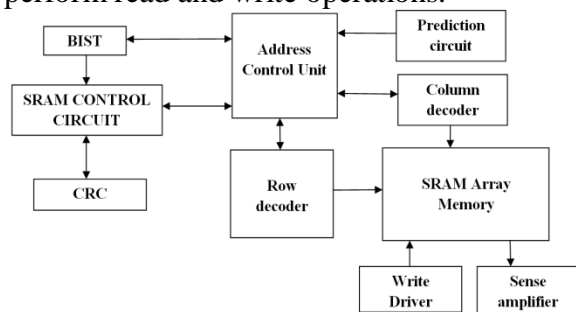 perform read and write operations.
BIST
Address
Control Unit
Prediction
circuit
SRAM CONTROL
CIRCUIT
Column
decoder
CRC
Row
decoder
SRAM Array
Memory
Write
Driver
Sense
amplifier